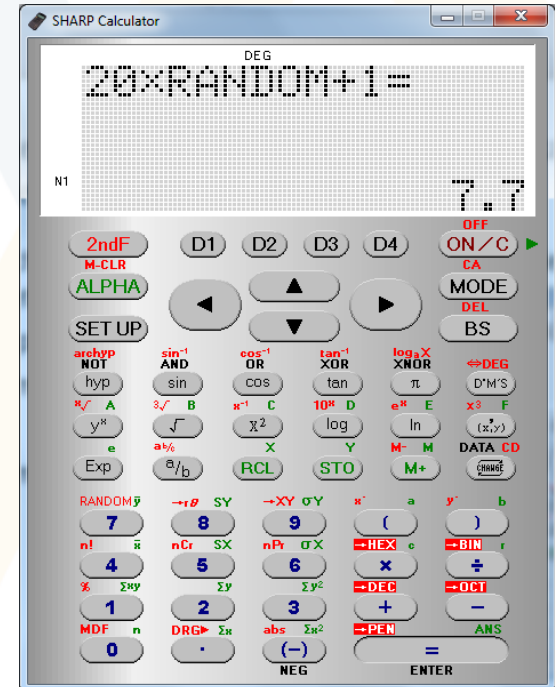 SHARP Calculator
DEG
20×RANDOM+1=
N1
7.7
OFF
2ndF D1 D2 D3 D4 ON/C
M-CLR CA
ALPHA MODE
DEL
SET UP BS
archyp sin⁻¹ cos⁻¹ tan⁻¹ logₐX
NOT AND OR XOR XNOR ⇔DEG
hyp sin cos tan π D°M'S
ˣ√ A ³√ B x⁻¹ C 10ˣ D eˣ E x³ F
yˣ √ X² log ln (x,y)
e a b/c X Y M- M DATA CD
Exp a/b RCL STO M+ CHANGE
RANDOM ȳ →rθ SY →XY σY x´ a y´ b
7 8 9 ( )
n! x̄ nCr SX nPr σX →HEX c →BIN r
4 5 6 × ÷
% Σxy Σy Σy² →DEC →OCT
1 2 3 + −
MDF n DRG► Σx abs Σx² →PEN ANS
0 · (−) =
NEG ENTER